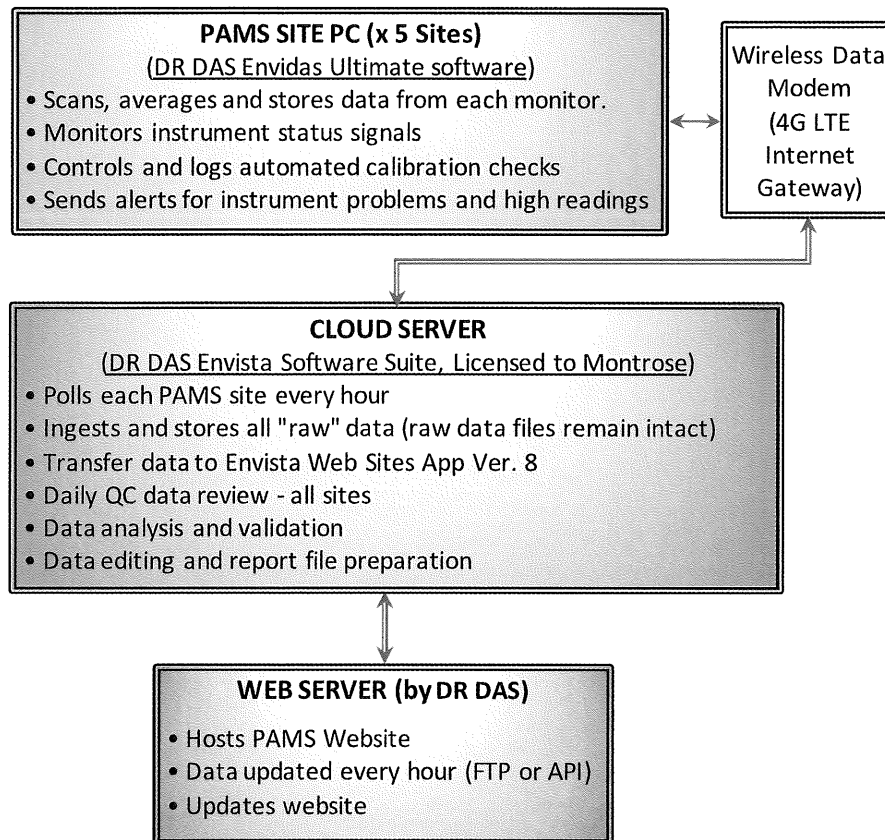 PAMS SITE PC (x 5 Sites)
(DR DAS Envidas Ultimate software)
• Scans, averages and stores data from each monitor.
• Monitors instrument status signals
• Controls and logs automated calibration checks
• Sends alerts for instrument problems and high readings
Wireless Data
Modem
(4G LTE
Internet
Gateway)
CLOUD SERVER
(DR DAS Envista Software Suite, Licensed to Montrose)
• Polls each PAMS site every hour
• Ingests and stores all "raw" data (raw data files remain intact)
• Transfer data to Envista Web Sites App Ver. 8
• Daily QC data review - all sites
• Data analysis and validation
• Data editing and report file preparation
WEB SERVER (by DR DAS)
• Hosts PAMS Website
• Data updated every hour (FTP or API)
• Updates website